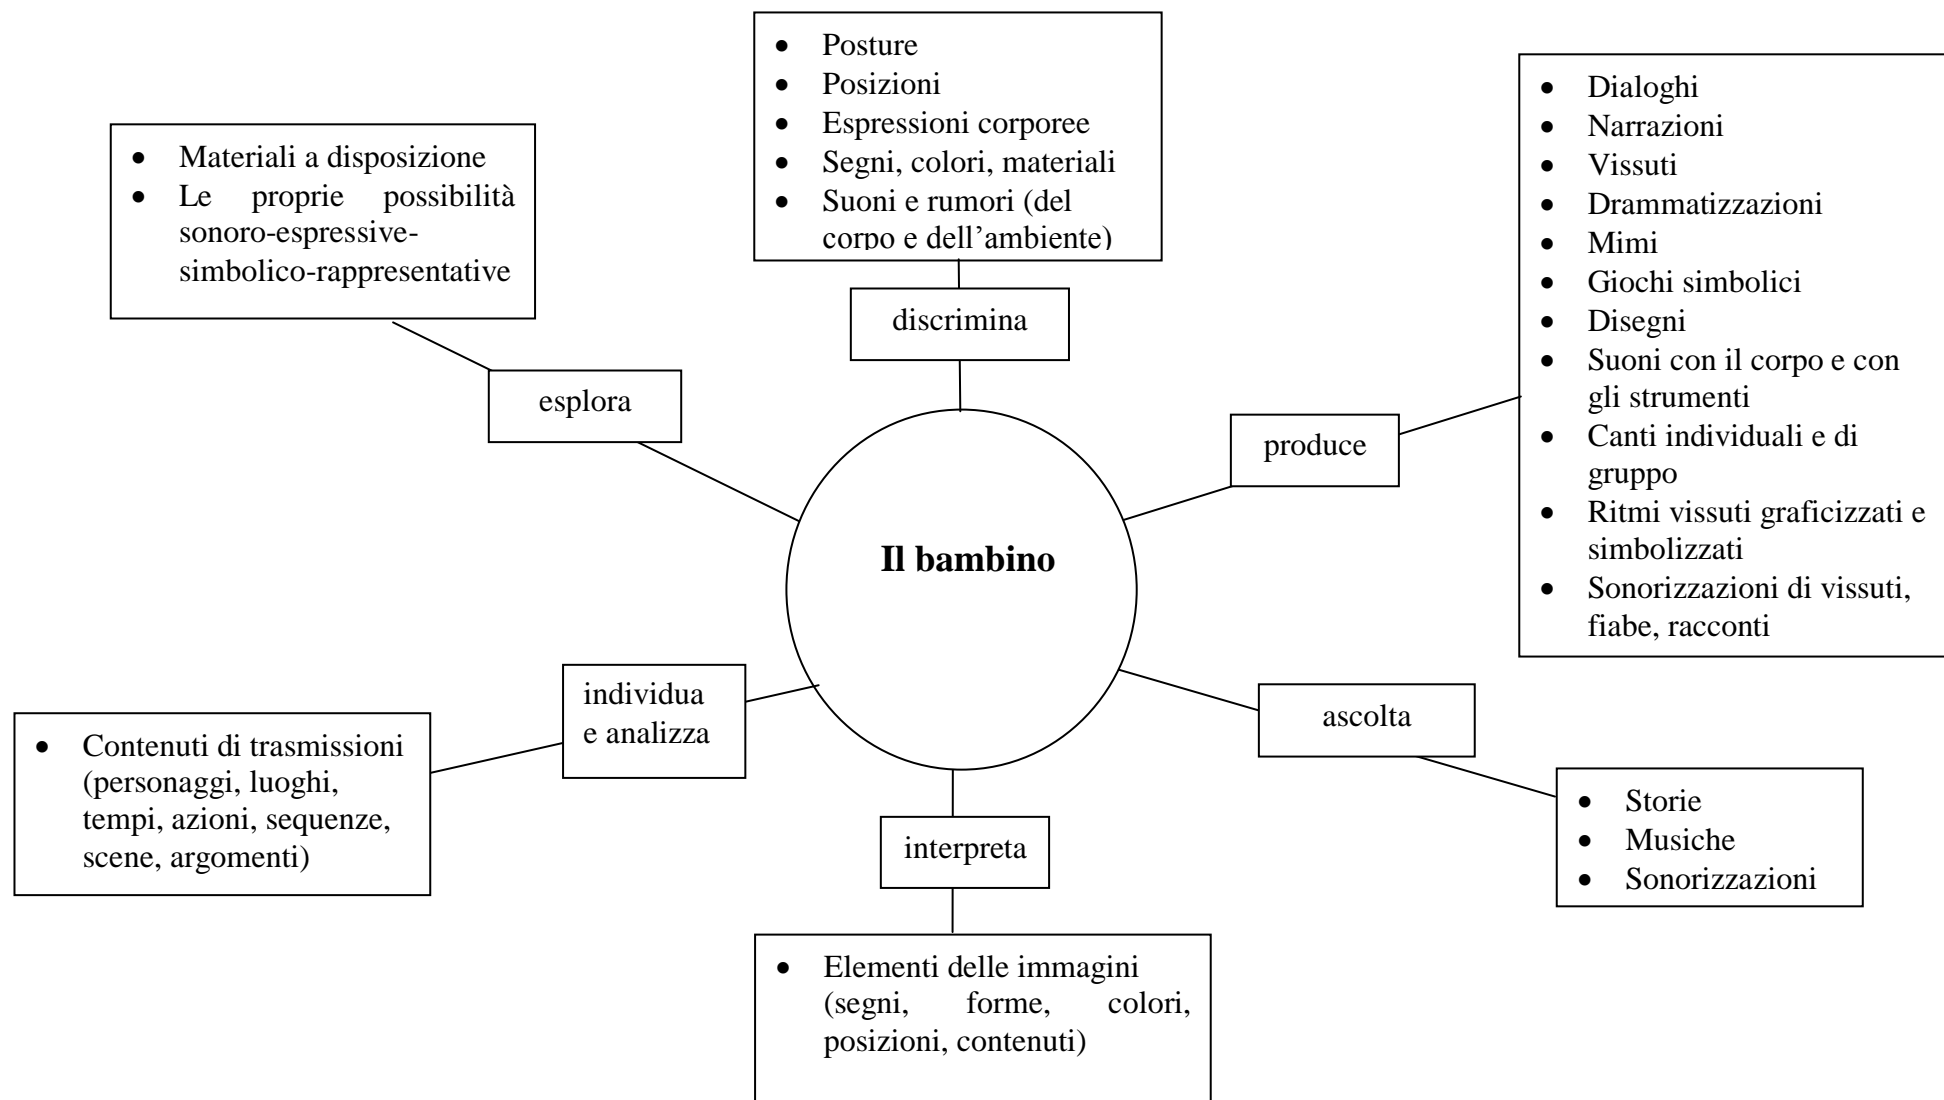 • Posture
• Posizioni
• Espressioni corporee
• Segni, colori, materiali
• Suoni e rumori (del
corpo e dell’ambiente)
discrimina
• Materiali a disposizione
• Le proprie possibilità
sonoro-espressive-
simbolico-rappresentative
esplora
• Dialoghi
• Narrazioni
• Vissuti
• Drammatizzazioni
• Mimi
• Giochi simbolici
• Disegni
• Suoni con il corpo e con
gli strumenti
• Canti individuali e di
gruppo
• Ritmi vissuti graficizzati e
simbolizzati
• Sonorizzazioni di vissuti,
fiabe, racconti
produce
Il bambino
individua
e analizza
• Contenuti di trasmissioni
(personaggi, luoghi,
tempi, azioni, sequenze,
scene, argomenti)
ascolta
• Storie
• Musiche
• Sonorizzazioni
interpreta
• Elementi delle immagini
(segni, forme, colori,
posizioni, contenuti)